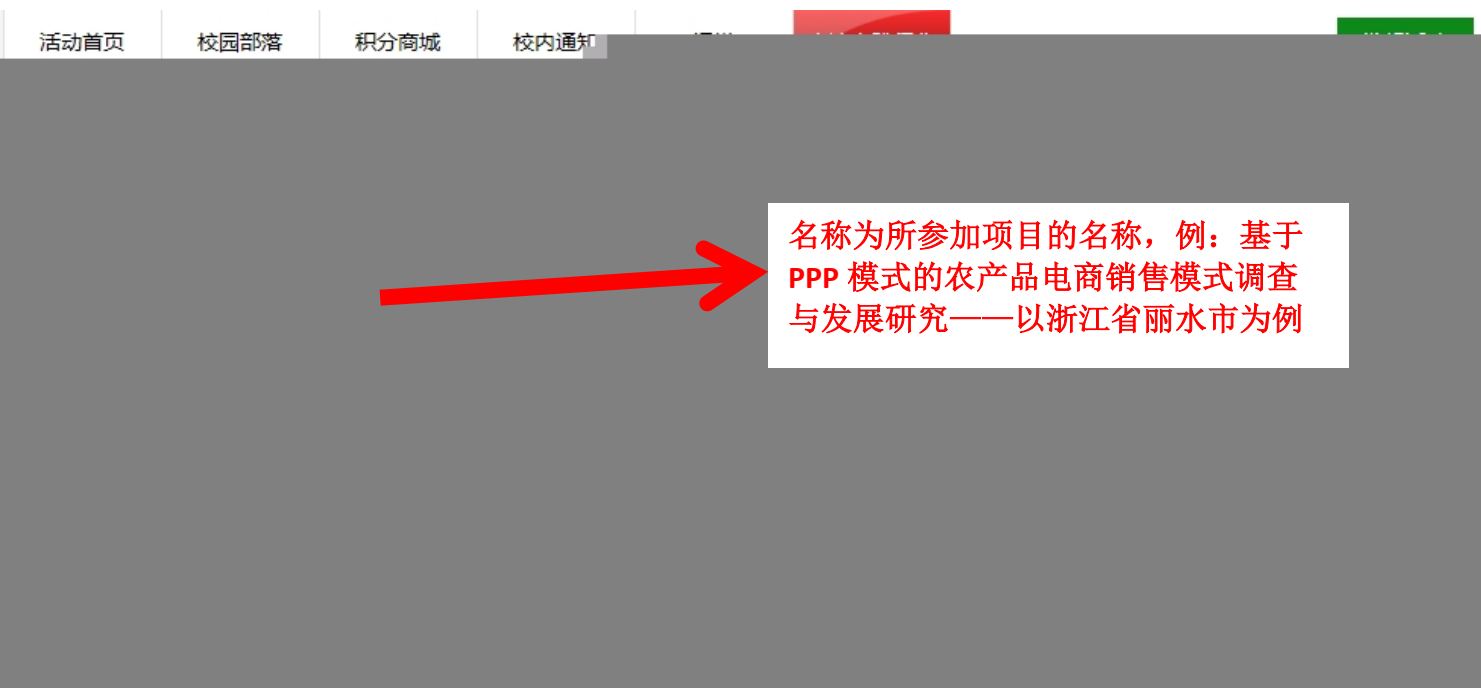 活动首页 校园部落 积分商城 校内通知
名称为所参加项目的名称，例：基于
PPP 模式的农产品电商销售模式调查
与发展研究——以浙江省丽水市为例